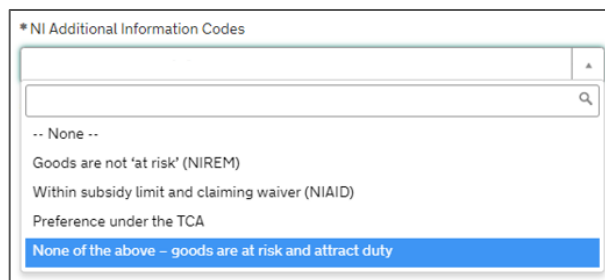 * NI Additional Information Codes
-- None --
Goods are not ‘at risk’ (NIREM)
Within subsidy limit and claiming waiver (NIAID)
Preference under the TCA
None of the above – goods are at risk and attract duty